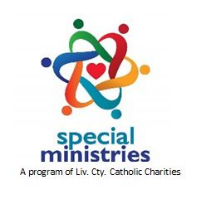 special
ministries
A program of Liv. Cty. Catholic Charities